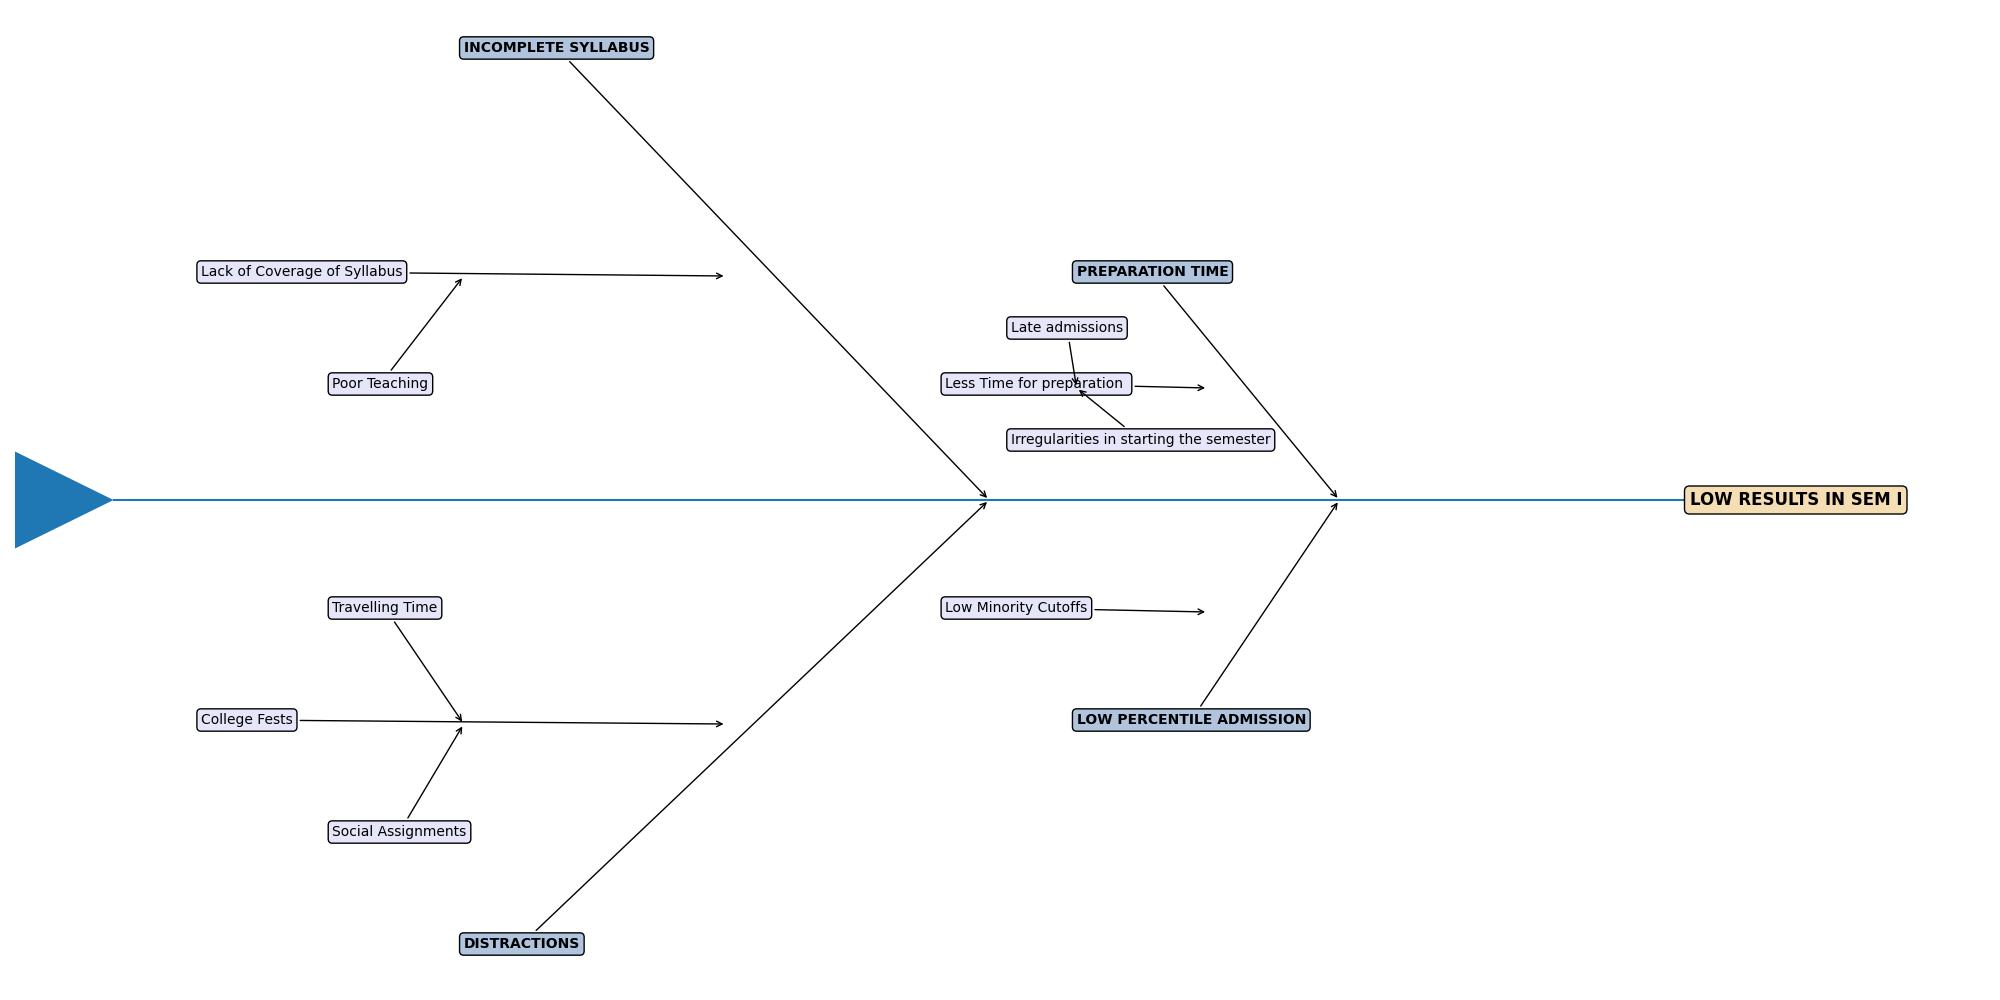 INCOMPLETE SYLLABUS
Lack of Coverage of Syllabus
PREPARATION TIME
Late admissions
Poor Teaching
Less Time for preparation
Irregularities in starting the semester
LOW RESULTS IN SEM I
Travelling Time
Low Minority Cutoffs
College Fests
LOW PERCENTILE ADMISSION
Social Assignments
DISTRACTIONS